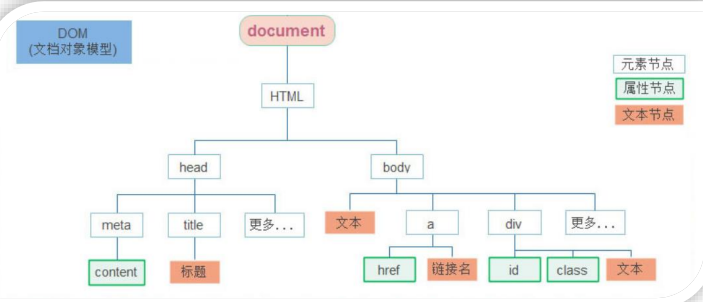 DOM
(文档对象模型)
document
元素节点
属性节点
文本节点
HTML
head
body
meta
title
更多...
文本
a
div
更多...
content
标题
href
链接名
id
class
文本